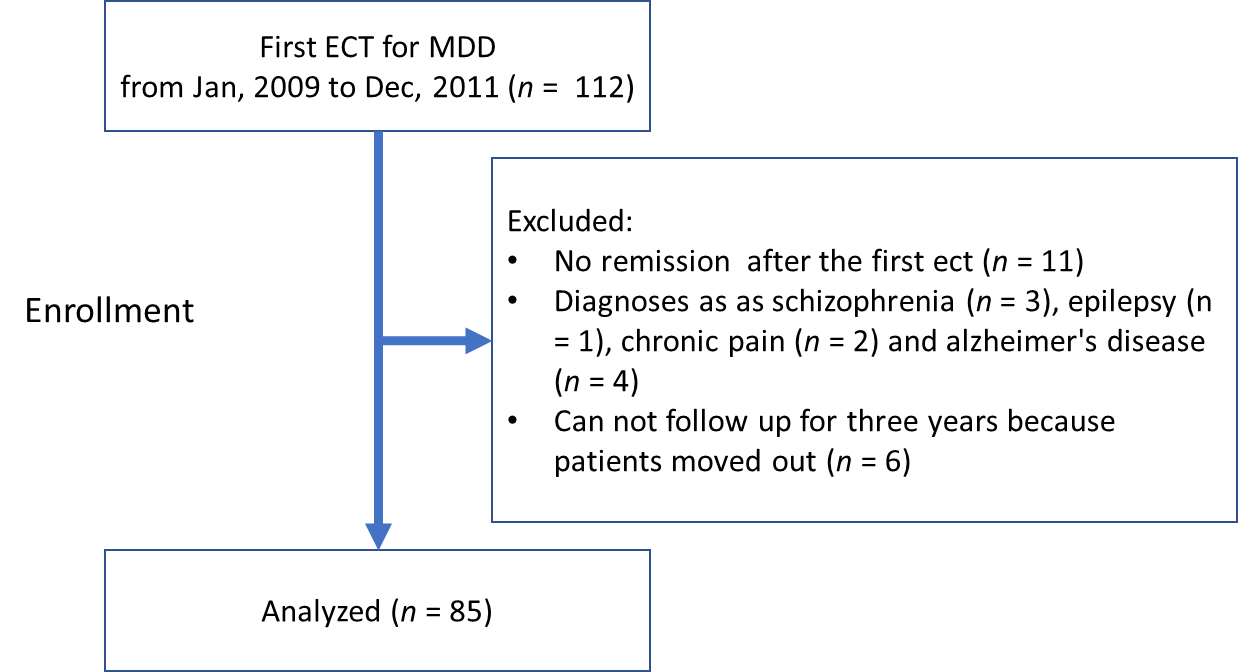 First ECT for MDD
from Jan, 2009 to Dec, 2011 (n =  112)
Excluded:
• No remission  after the first ect (n = 11)
• Diagnoses as as schizophrenia (n = 3), epilepsy (n
= 1), chronic pain (n = 2) and alzheimer's disease
(n = 4)
• Can not follow up for three years because
patients moved out (n = 6)
Enrollment
Analyzed (n = 85)